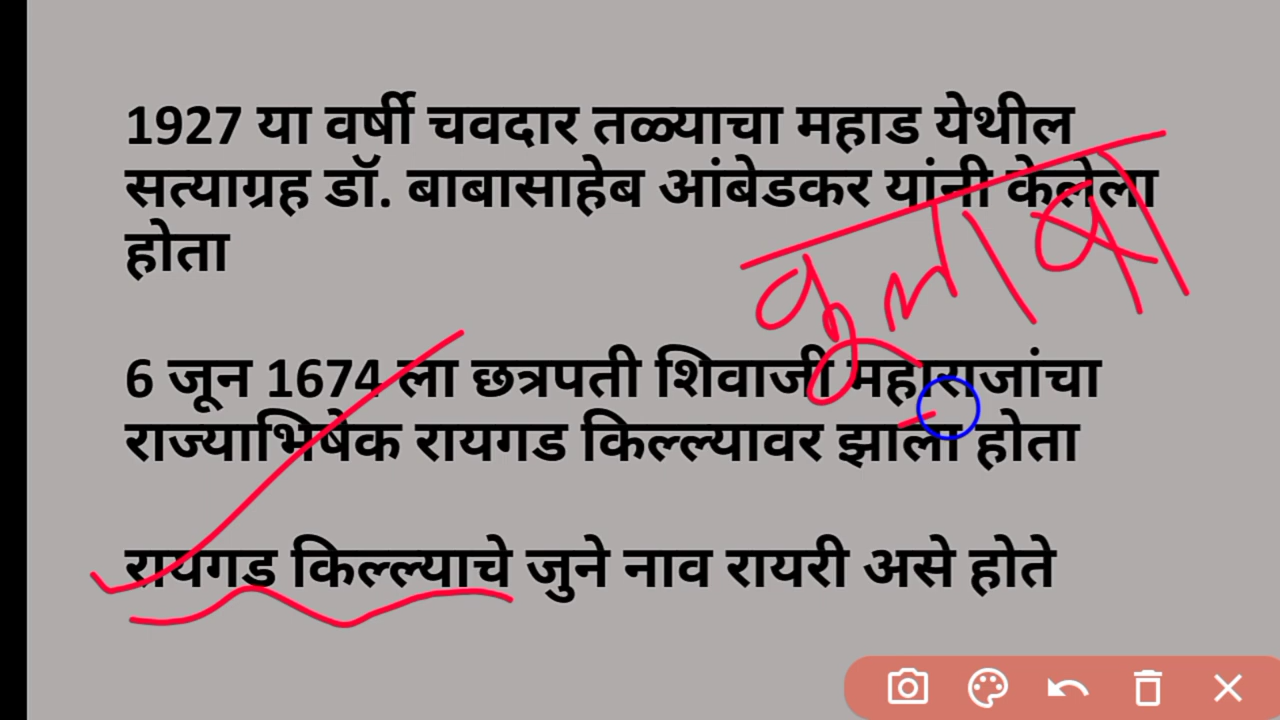 1927 या वर्षी चवदार तळ्याचा महाड येथील
सत्याग्रह डॉ. बाबासाहेब आंबेडकर यांनी केलेला
होता
कुलाबा
6 जून 1674 ला छत्रपती शिवाजी महाराजांचा
राज्याभिषेक रायगड किल्ल्यावर झाला होता
रायगड किल्ल्याचे जुने नाव रायरी असे होते